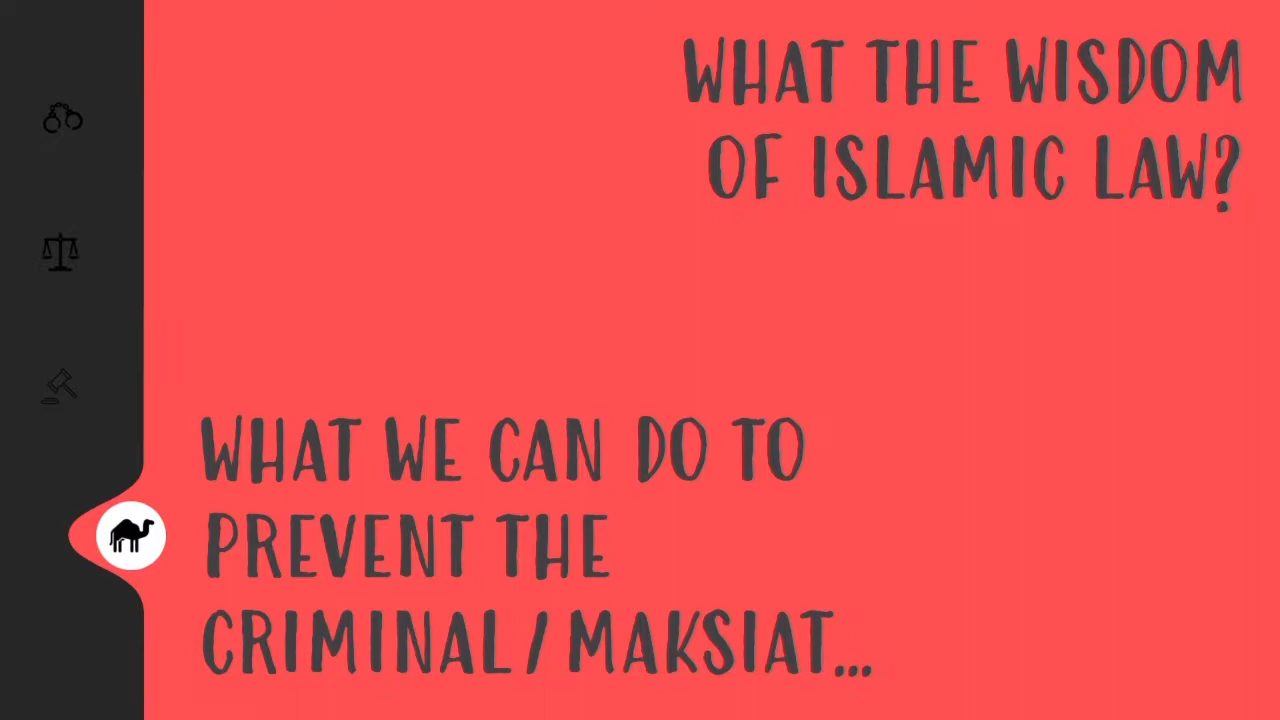 WHAT THE WISDOM
OF ISLAMIC LAW?
WHAT WE CAN DO TO
PREVENT THE
CRIMINAL/MAKSIAT...